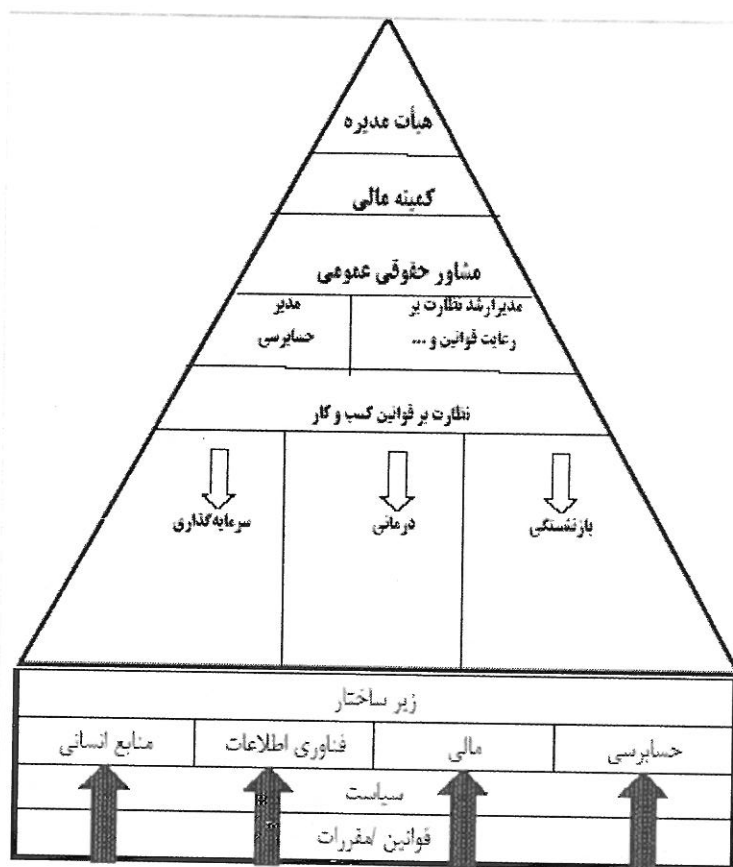 هیأت مدیره
کمیته مالی
مشاور حقوقی عمومی
مدیر ارشد نظارت بر
رعایت قوانین و ...
مدیر
حسابرسی
نظارت بر قوانین کسب و کار
بازنشستگی
درمانی
سرمایه‌گذاری
زیر ساختار
حسابرسی
مالی
فناوری اطلاعات
منابع انسانی
سیاست
قوانین /مقررات